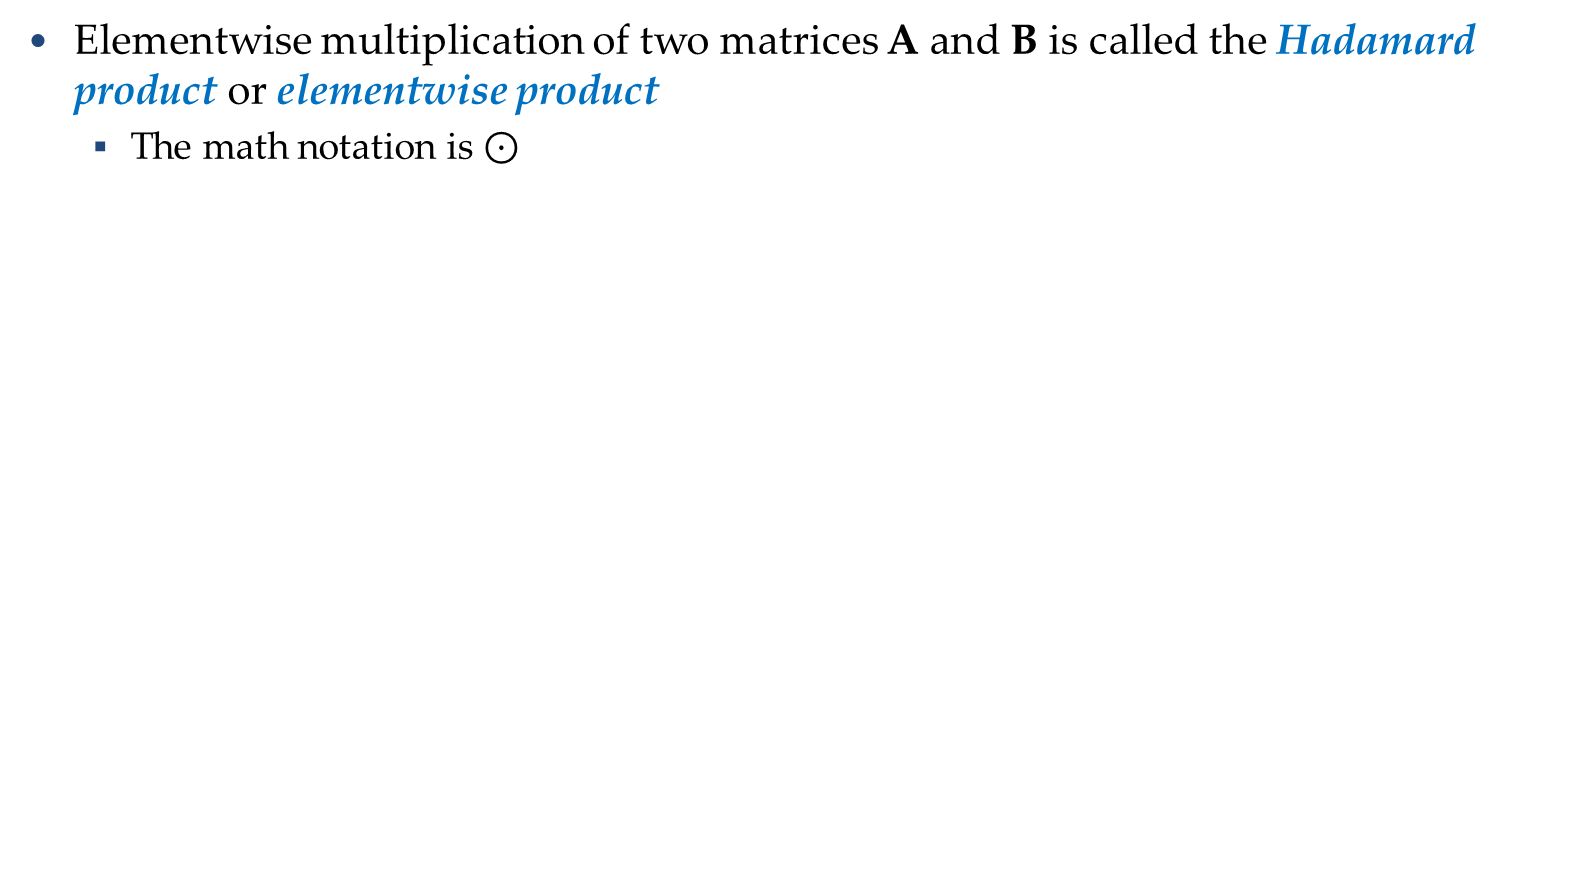 • Elementwise multiplication of two matrices A and B is called the Hadamard
product or elementwise product
▪ The math notation is ⊙